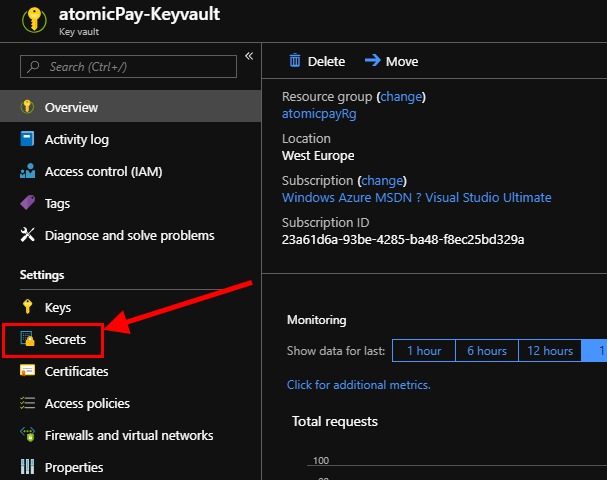 atomicPay-Keyvault
Key vault
«
Search (Ctrl+/)
Overview
Activity log
Access control (IAM)
Tags
Diagnose and solve problems
Settings
Keys
Secrets
Certificates
Access policies
Firewalls and virtual networks
Properties
Delete
Move
Resource group (change)
atomicpayRg
Location
West Europe
Subscription (change)
Windows Azure MSDN ? Visual Studio Ultimate
Subscription ID
23a61d6a-93be-4285-ba48-f8ec25bd329a
Monitoring
Show data for last:
1 hour
6 hours
12 hours
1
Click for additional metrics.
Total requests
100